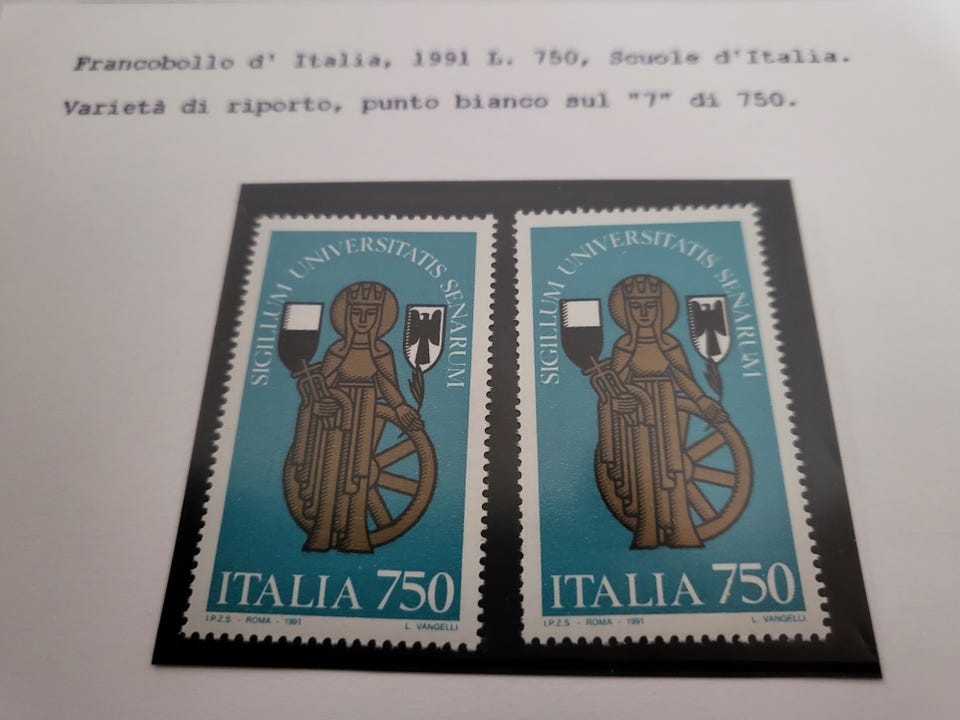 Francobollo d' Italia, 1991 L. 750, Scuole d'Italia.
Varietà di riporto, punto bianco sul "7" di 750.
SIGILLUM UNIVERSITATIS SENARUM
ITALIA 750
I.P.Z.S. - ROMA - 1991 L. VANGELLI
SIGILLUM UNIVERSITATIS SENARUM
ITALIA 750
I.P.Z.S. - ROMA - 1991 L. VANGELLI